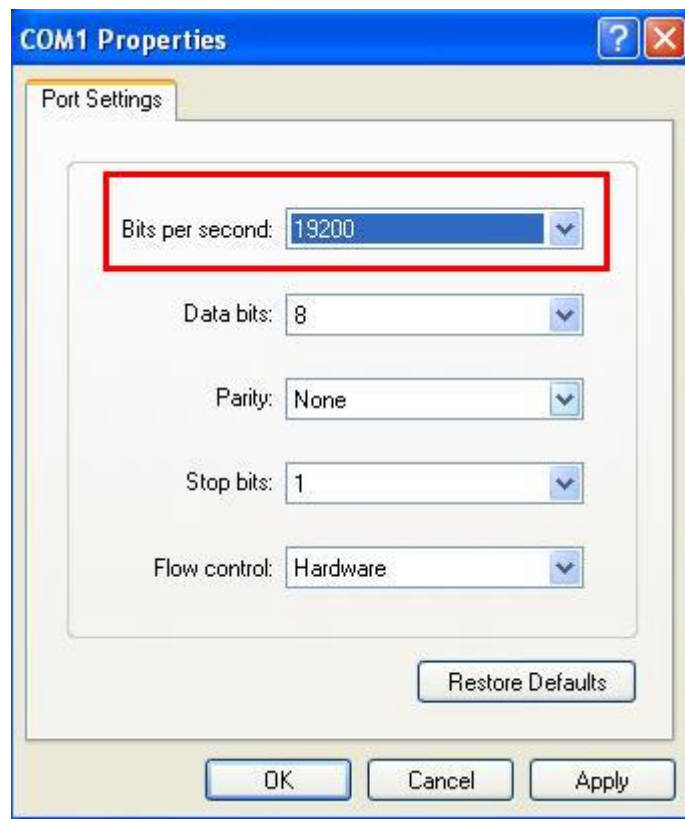 COM1 Properties
Port Settings
Bits per second: 19200
Data bits: 8
Parity: None
Stop bits: 1
Flow control: Hardware
Restore Defaults
OK Cancel Apply